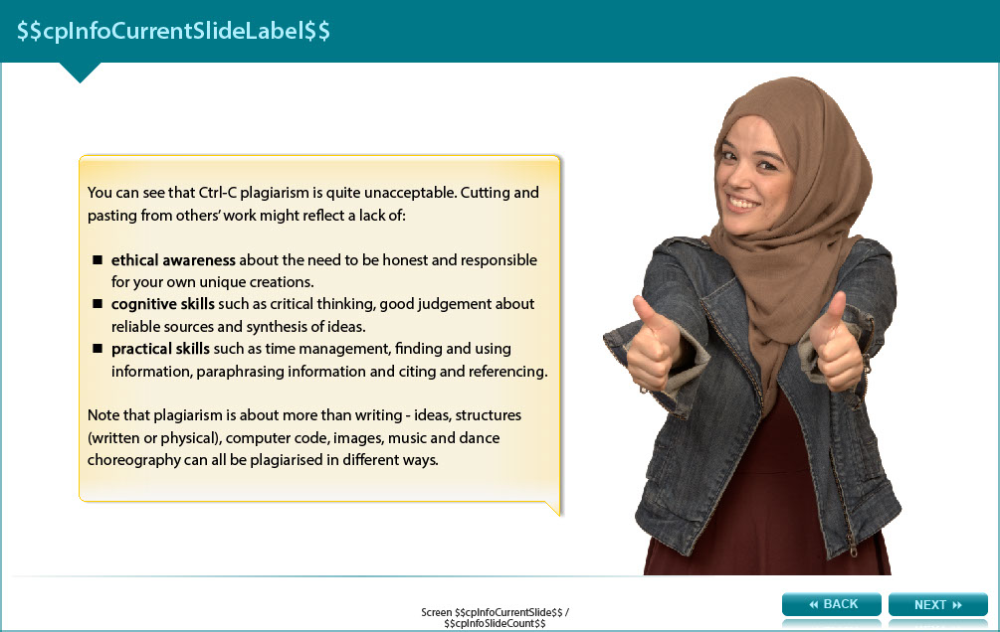 $$cpInfoCurrentSlideLabel$$
You can see that Ctrl-C plagiarism is quite unacceptable. Cutting and
pasting from others' work might reflect a lack of:
■ ethical awareness about the need to be honest and responsible
for your own unique creations.
■ cognitive skills such as critical thinking, good judgement about
reliable sources and synthesis of ideas.
■ practical skills such as time management, finding and using
information, paraphrasing information and citing and referencing.
Note that plagiarism is about more than writing - ideas, structures
(written or physical), computer code, images, music and dance
choreography can all be plagiarised in different ways.
Screen $$cpInfoCurrentSlide$$ /
$$cpInfoSlideCount$$
BACK
NEXT